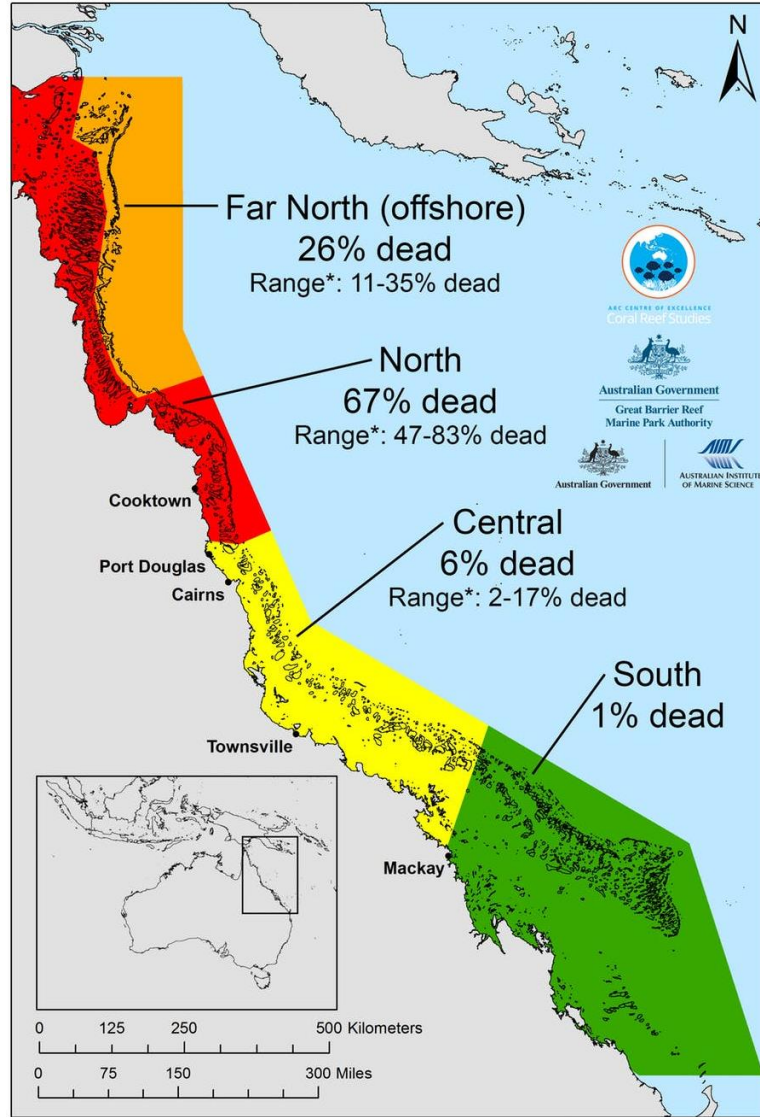 N
Far North (offshore)
26% dead
Range*: 11-35% dead
ARC CENTRE OF EXCELLENCE
Coral Reef Studies
North
67% dead
Range*: 47-83% dead
Australian Government
Great Barrier Reef
Marine Park Authority
Australian Government
AIMS
AUSTRALIAN INSTITUTE
OF MARINE SCIENCE
Cooktown
Central
6% dead
Range*: 2-17% dead
Port Douglas
Cairns
South
1% dead
Townsville
Mackay
0 125 250 500 Kilometers
0 75 150 300 Miles